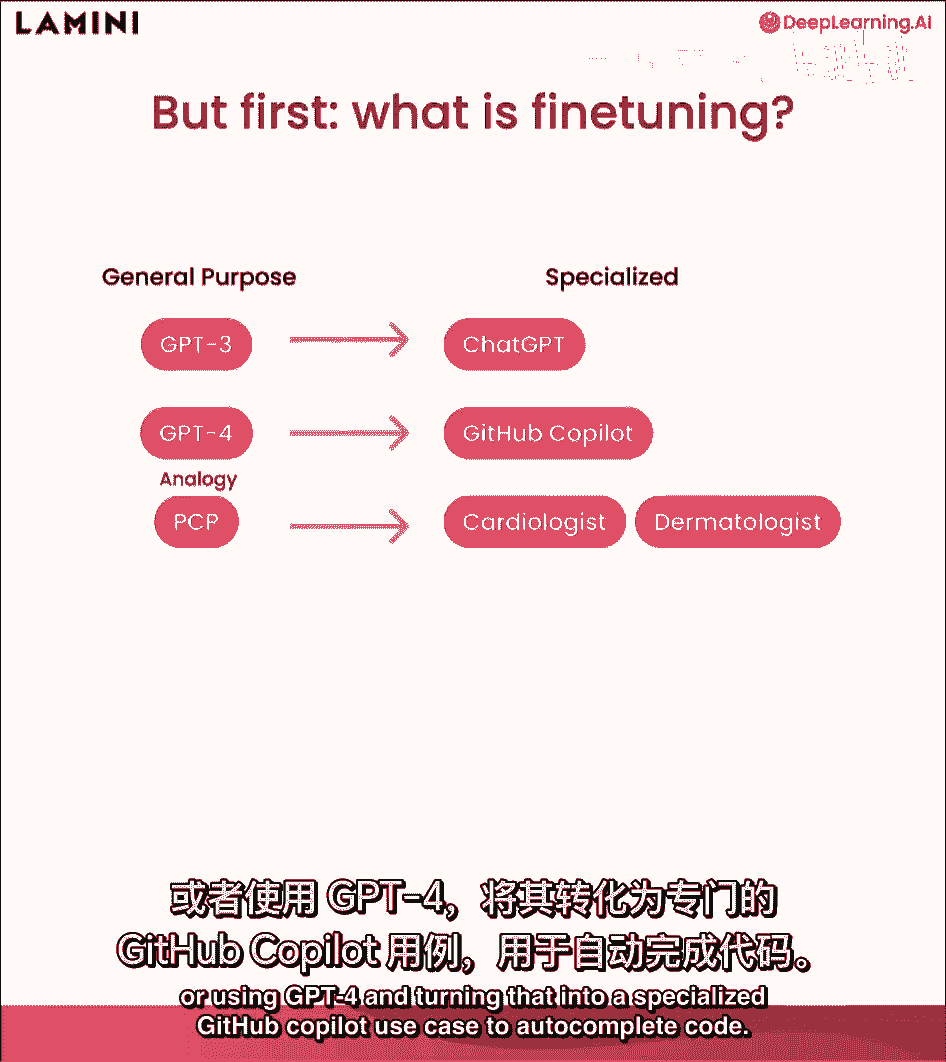 LAMINI
DeepLearning.AI
But first: what is finetuning?
General Purpose
Specialized
GPT-3
ChatGPT
GPT-4
GitHub Copilot
Analogy
PCP
Cardiologist
Dermatologist
或者使用 GPT-4，将其转化为专门的
GitHub Copilot 用例，用于自动完成代码。
or using GPT-4 and turning that into a specialized
GitHub copilot use case to autocomplete code.